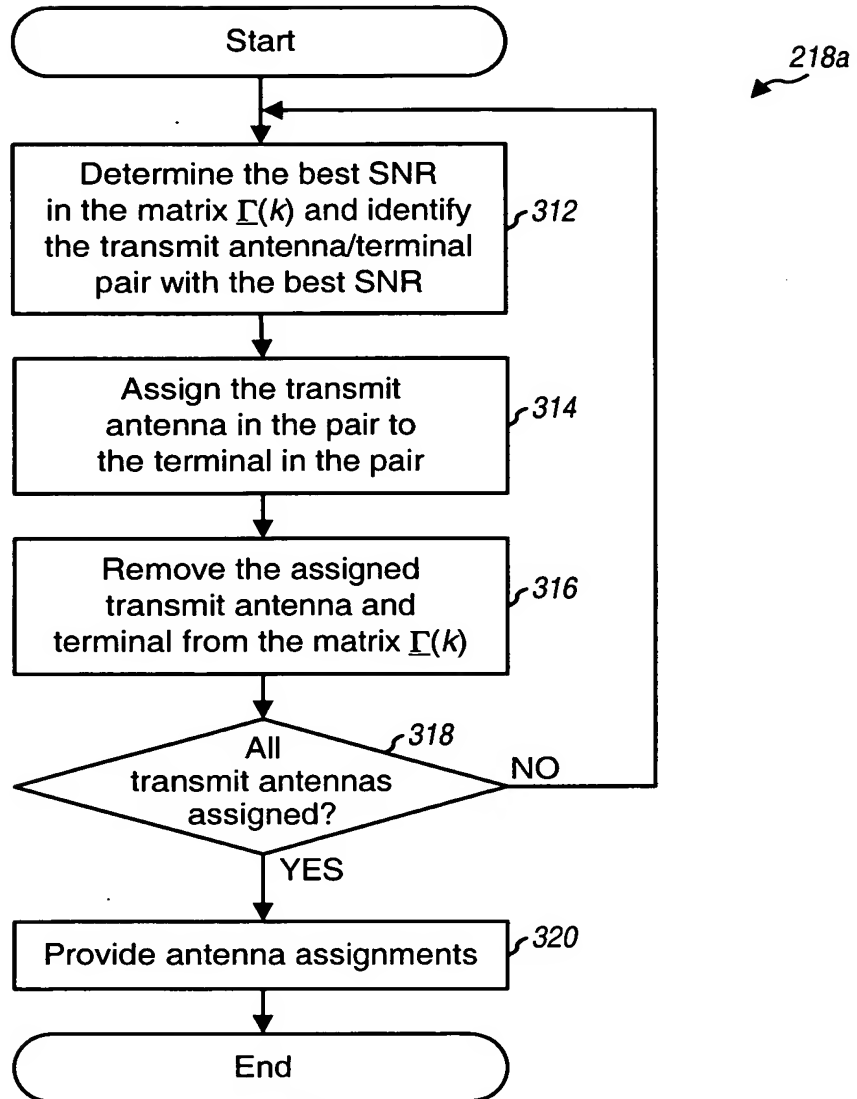 Start
218a
Determine the best SNR
in the matrix Γ(k) and identify
the transmit antenna/terminal
pair with the best SNR
312
Assign the transmit
antenna in the pair to
the terminal in the pair
314
Remove the assigned
transmit antenna and
terminal from the matrix Γ(k)
316
All
transmit antennas
assigned?
318
NO
YES
Provide antenna assignments
320
End